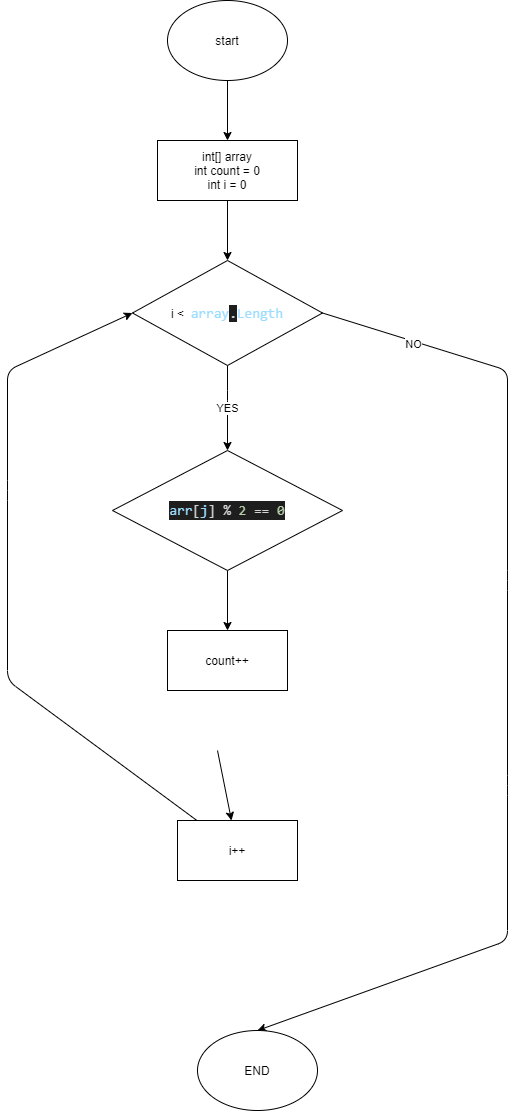 start
int[] array
int count = 0
int i = 0
i < array.Length
NO
YES
arr[j] % 2 == 0
count++
i++
END